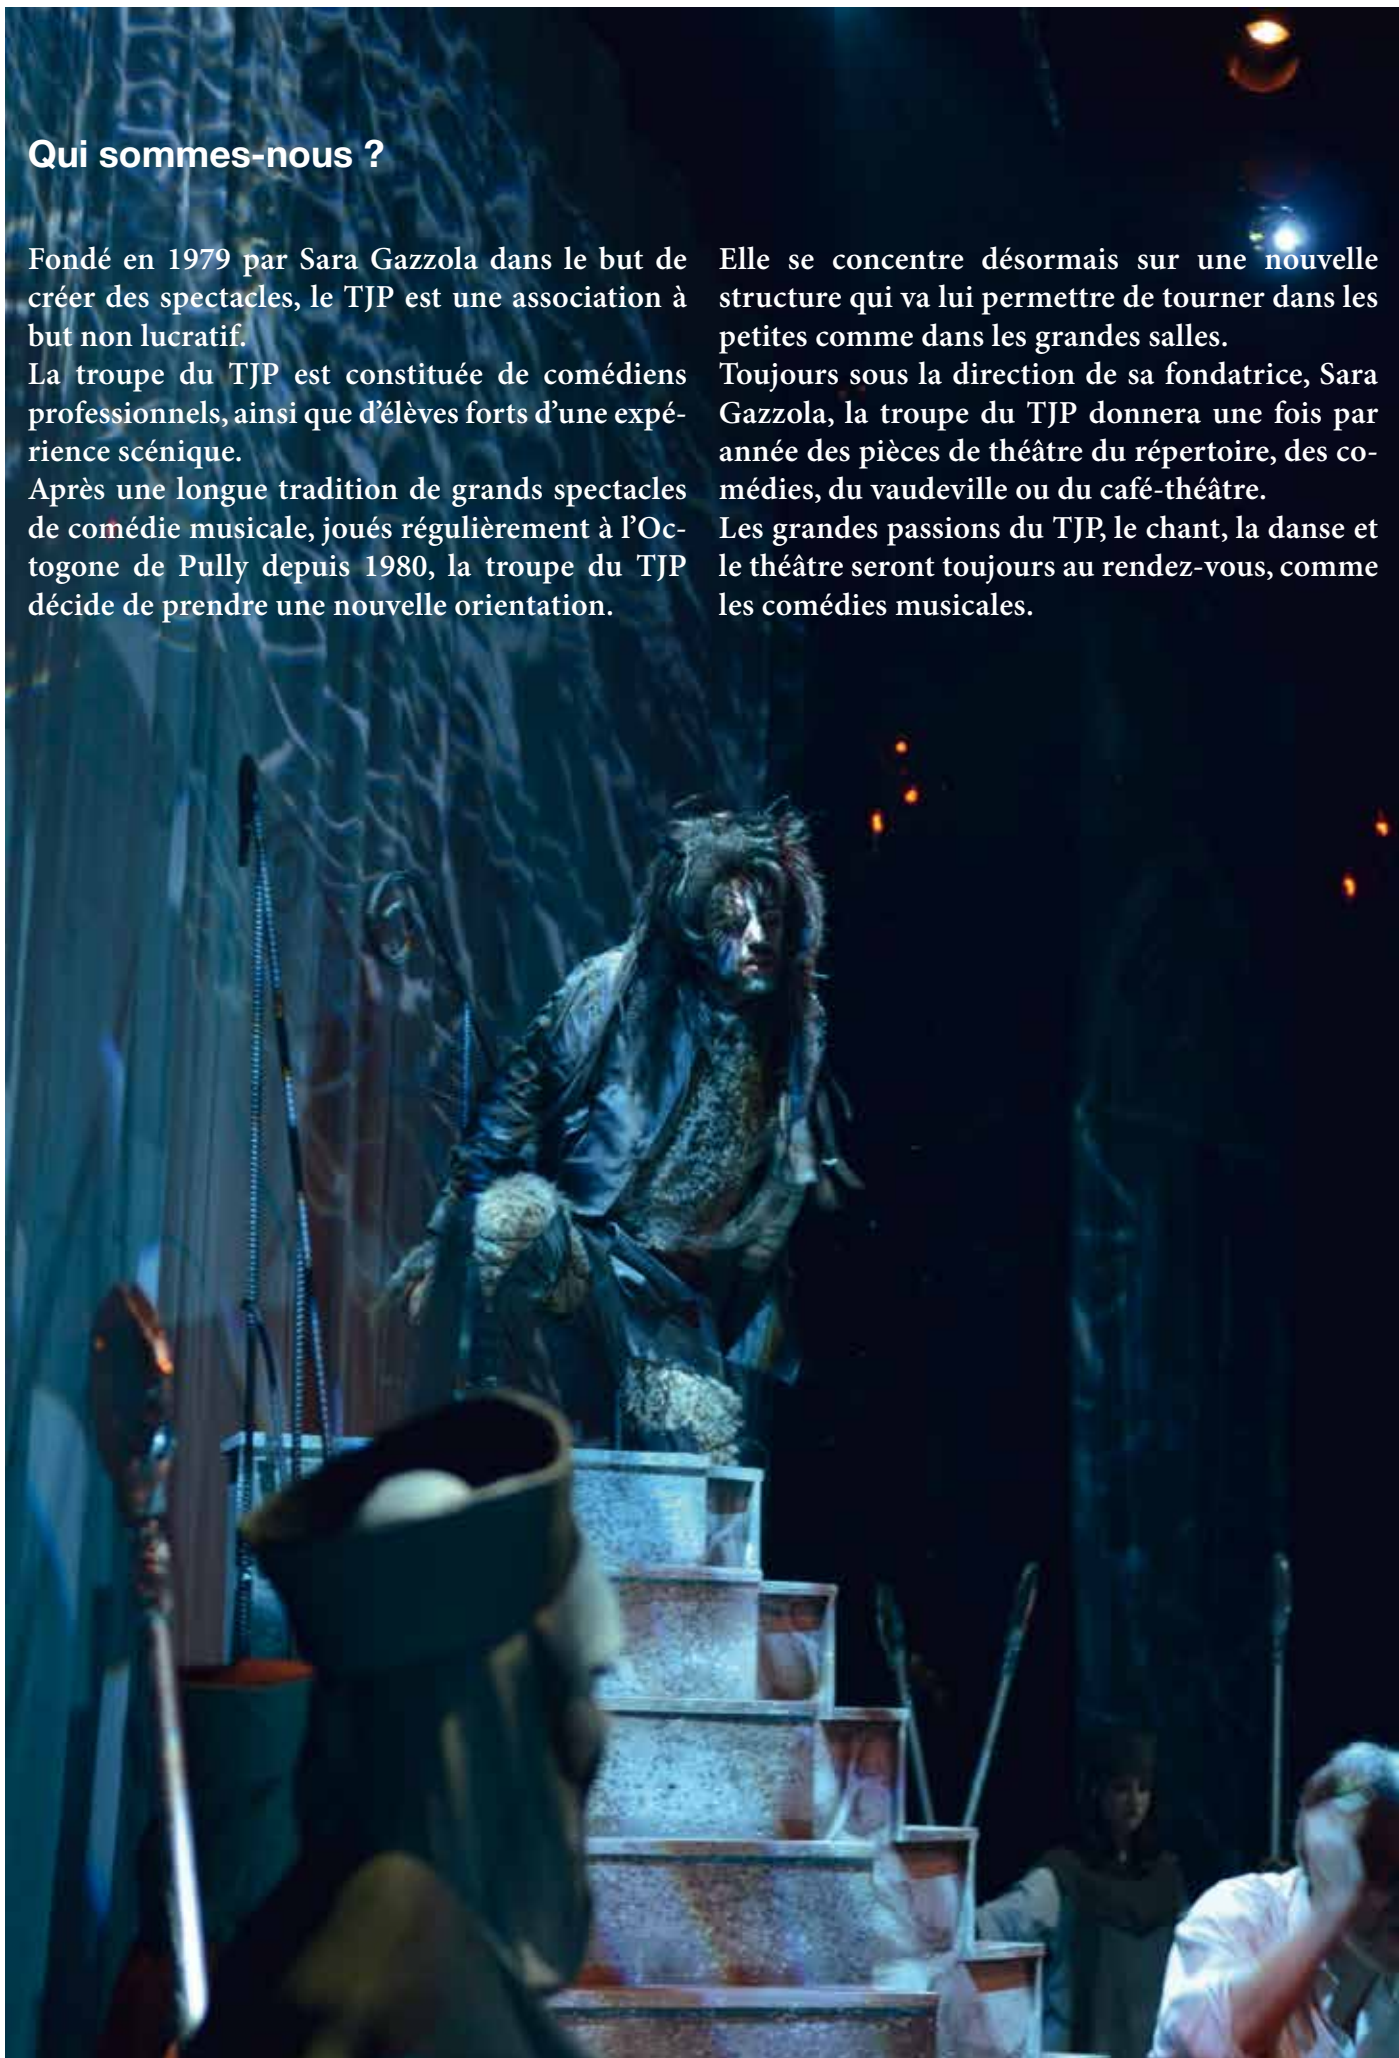 Qui sommes-nous ?
Fondé en 1979 par Sara Gazzola dans le but de
créer des spectacles, le TJP est une association à
but non lucratif.
La troupe du TJP est constituée de comédiens
professionnels, ainsi que d’élèves forts d’une expé-
rience scénique.
Après une longue tradition de grands spectacles
de comédie musicale, joués régulièrement à l’Oc-
togone de Pully depuis 1980, la troupe du TJP
décide de prendre une nouvelle orientation.
Elle se concentre désormais sur une nouvelle
structure qui va lui permettre de tourner dans les
petites comme dans les grandes salles.
Toujours sous la direction de sa fondatrice, Sara
Gazzola, la troupe du TJP donnera une fois par
année des pièces de théâtre du répertoire, des co-
médies, du vaudeville ou du café-théâtre.
Les grandes passions du TJP, le chant, la danse et
le théâtre seront toujours au rendez-vous, comme
les comédies musicales.